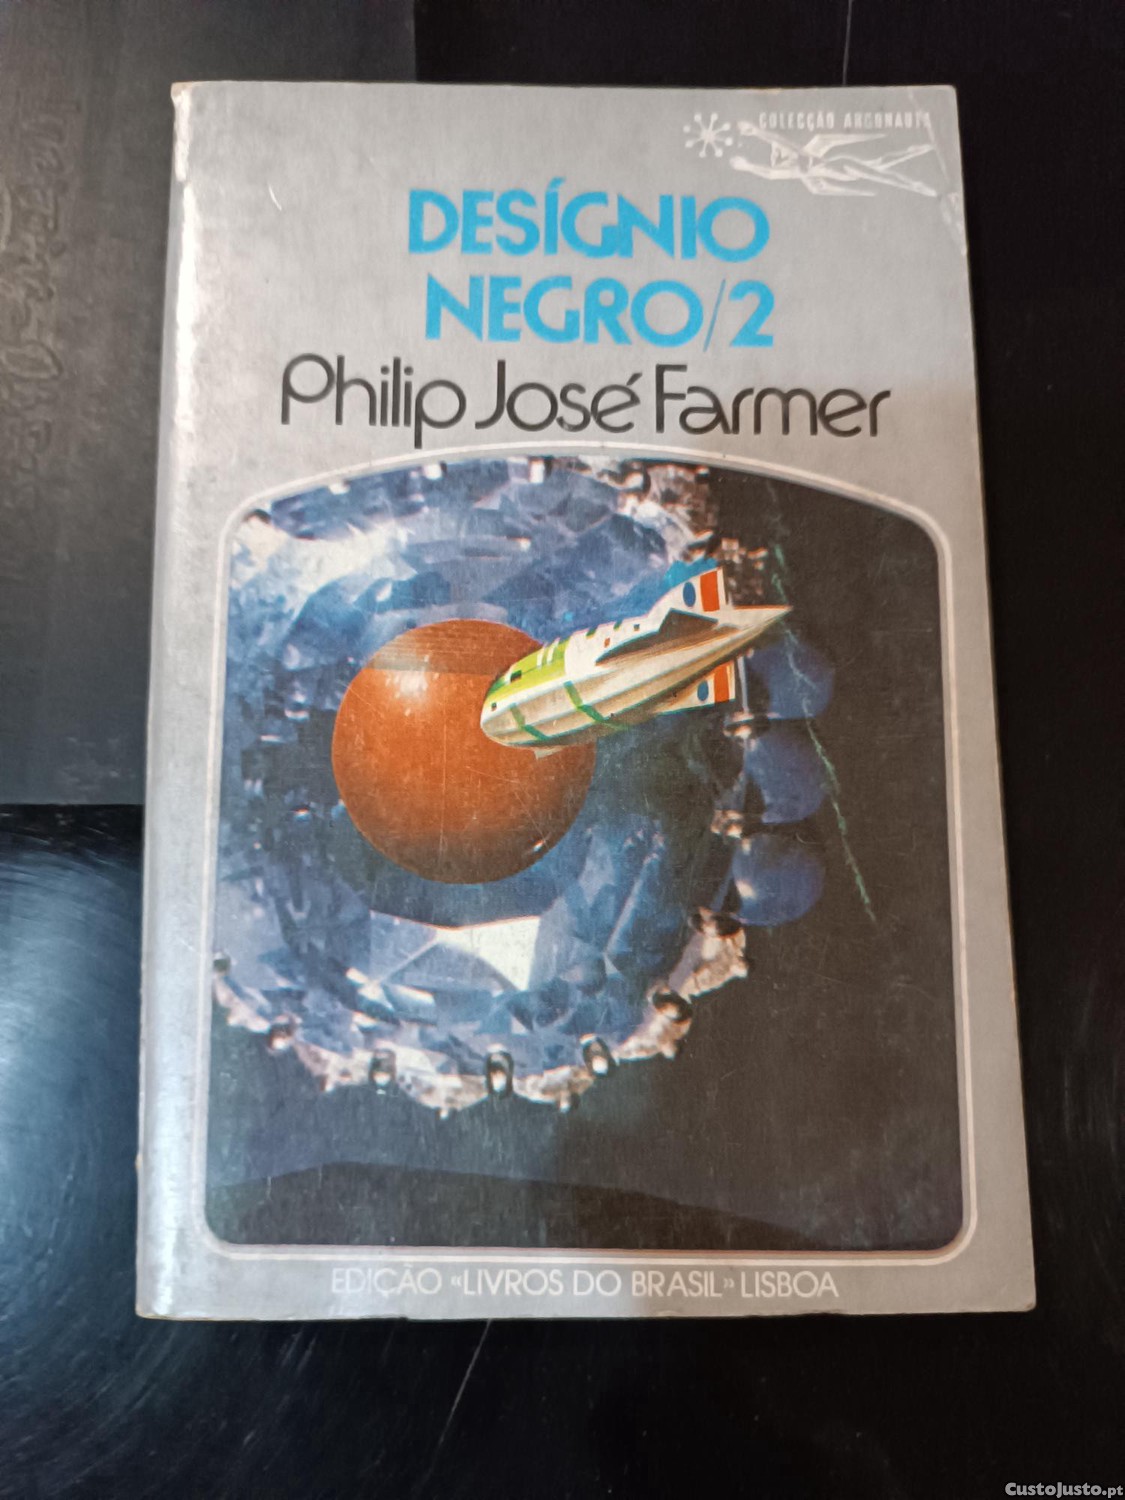 COLECÇÃO ARGONAUTA
DESÍGNIO
NEGRO/2
Philip José Farmer
EDIÇÃO «LIVROS DO BRASIL» LISBOA
CustoJusto.pt